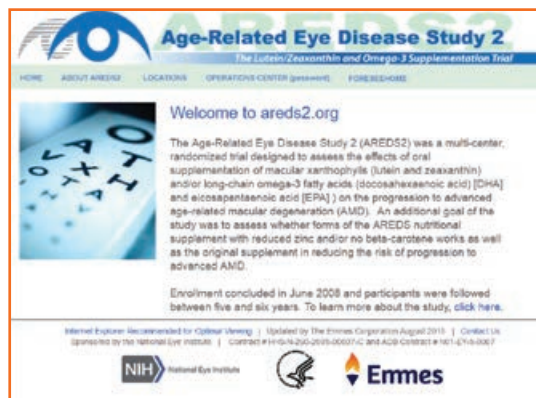 AREDS2
Age-Related Eye Disease Study 2
The Lutein/Zeaxanthin and Omega-3 Supplementation Trial
HOME ABOUT AREDS2 LOCATIONS OPERATIONS CENTER (password) FORESEEHOME
Welcome to areds2.org
The Age-Related Eye Disease Study 2 (AREDS2) was a multi-center,
randomized trial designed to assess the effects of oral
supplementation of macular xanthophylls (lutein and zeaxanthin)
and/or long-chain omega-3 fatty acids (docosahexaenoic acid) [DHA]
and eicosapentaenoic [EPA] ) on the progression to advanced
age-related macular degeneration (AMD). An additional goal of the
study was to assess whether forms of the AREDS nutritional
supplement with reduced zinc and/or no beta-carotene works as well
as the original supplement in reducing the risk of progression to
advanced AMD.
Enrollment concluded in June 2008 and participants were followed
between five and six years. To learn more about the study, click here.
Internet Explorer Recommended for Optimal Viewing | Updated by The Emmes Corporation August 2015 | Contact Us
Sponsored by the National Eye Institute | Contract # and ADB Contract #
NIH National Eye Institute
Emmes